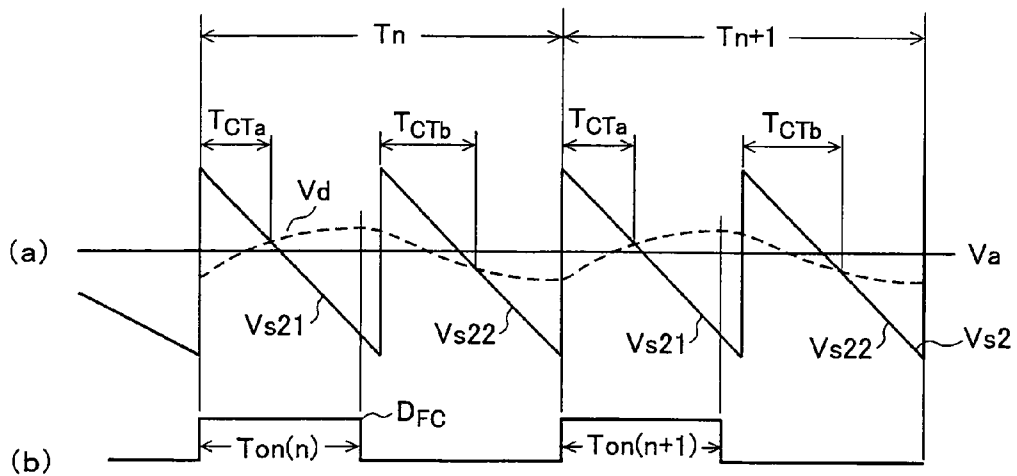 Tn Tn+1
TCTa TCTb TCTa TCTb
Vd
(a) Va
Vs21 Vs22 Vs21 Vs22 Vs2
DFC
(b) Ton(n) Ton(n+1)